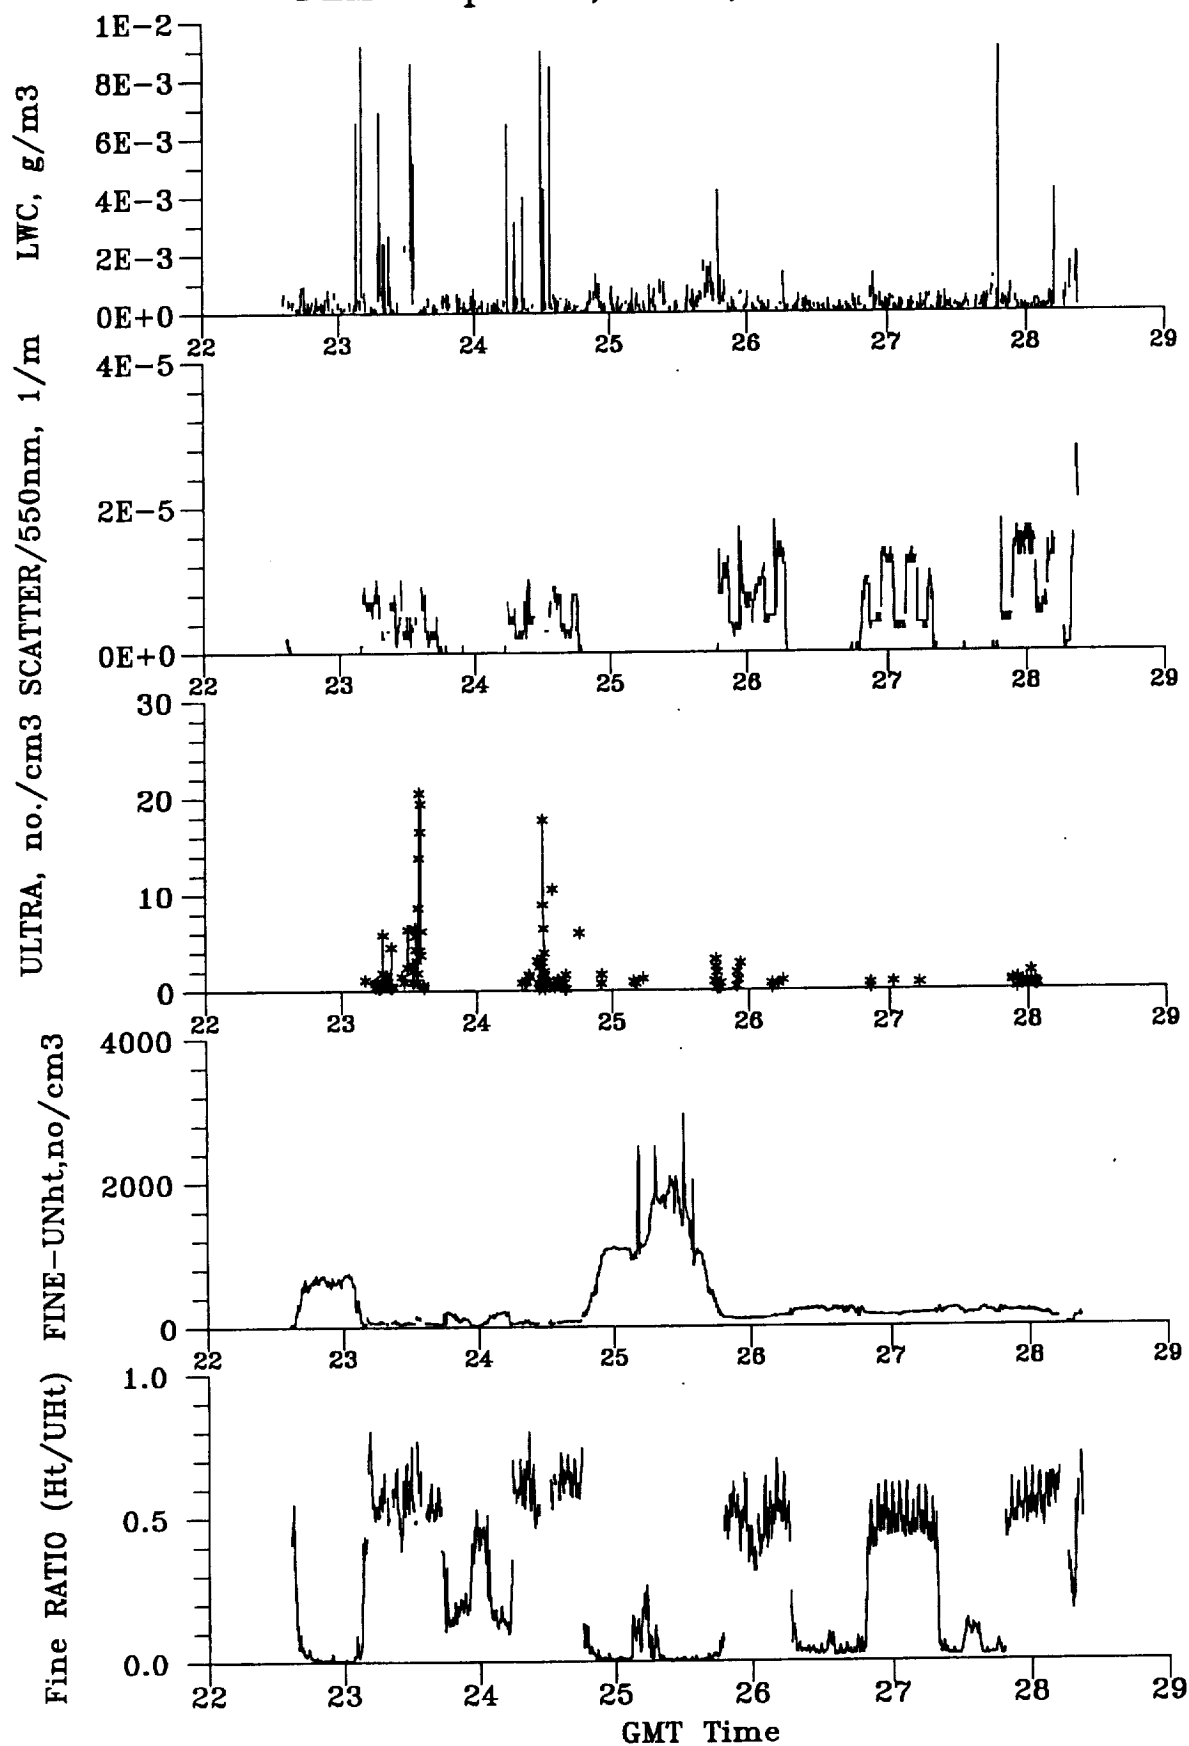 1E-2
8E-3
6E-3
4E-3
2E-3
0E+0
LWC, g/m3
22 23 24 25 26 27 28 29
4E-5
2E-5
0E+0
SCATTER/550nm, 1/m
22 23 24 25 26 27 28 29
30
20
10
0
ULTRA, no./cm3
22 23 24 25 26 27 28 29
4000
2000
0
FINE-UNht,no/cm3
22 23 24 25 26 27 28 29
1.0
0.5
0.0
Fine RATIO (Ht/UHt)
22 23 24 25 26 27 28 29
GMT Time